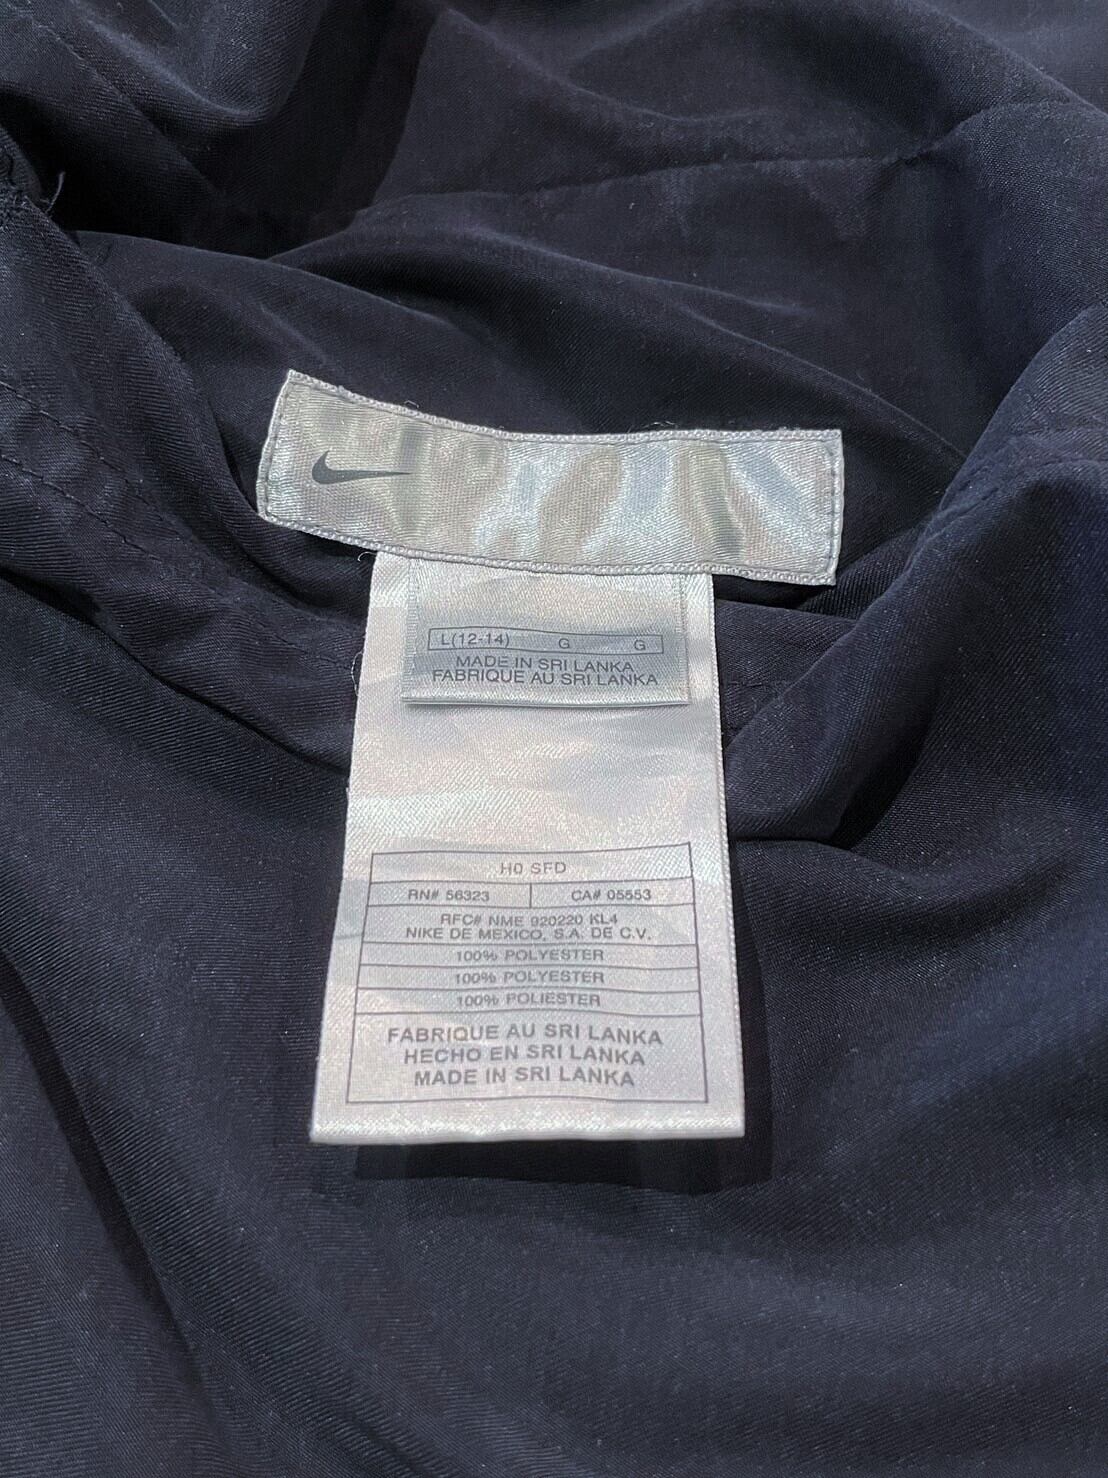 L(12-14) G G
MADE IN SRI LANKA
FABRIQUE AU SRI LANKA
H0 SFD
RN# 56323 CA# 05553
RFC# NME 920220 KL4
NIKE DE MEXICO, S.A. DE C.V.
100% POLYESTER
100% POLYESTER
100% POLIESTER
FABRIQUE AU SRI LANKA
HECHO EN SRI LANKA
MADE IN SRI LANKA